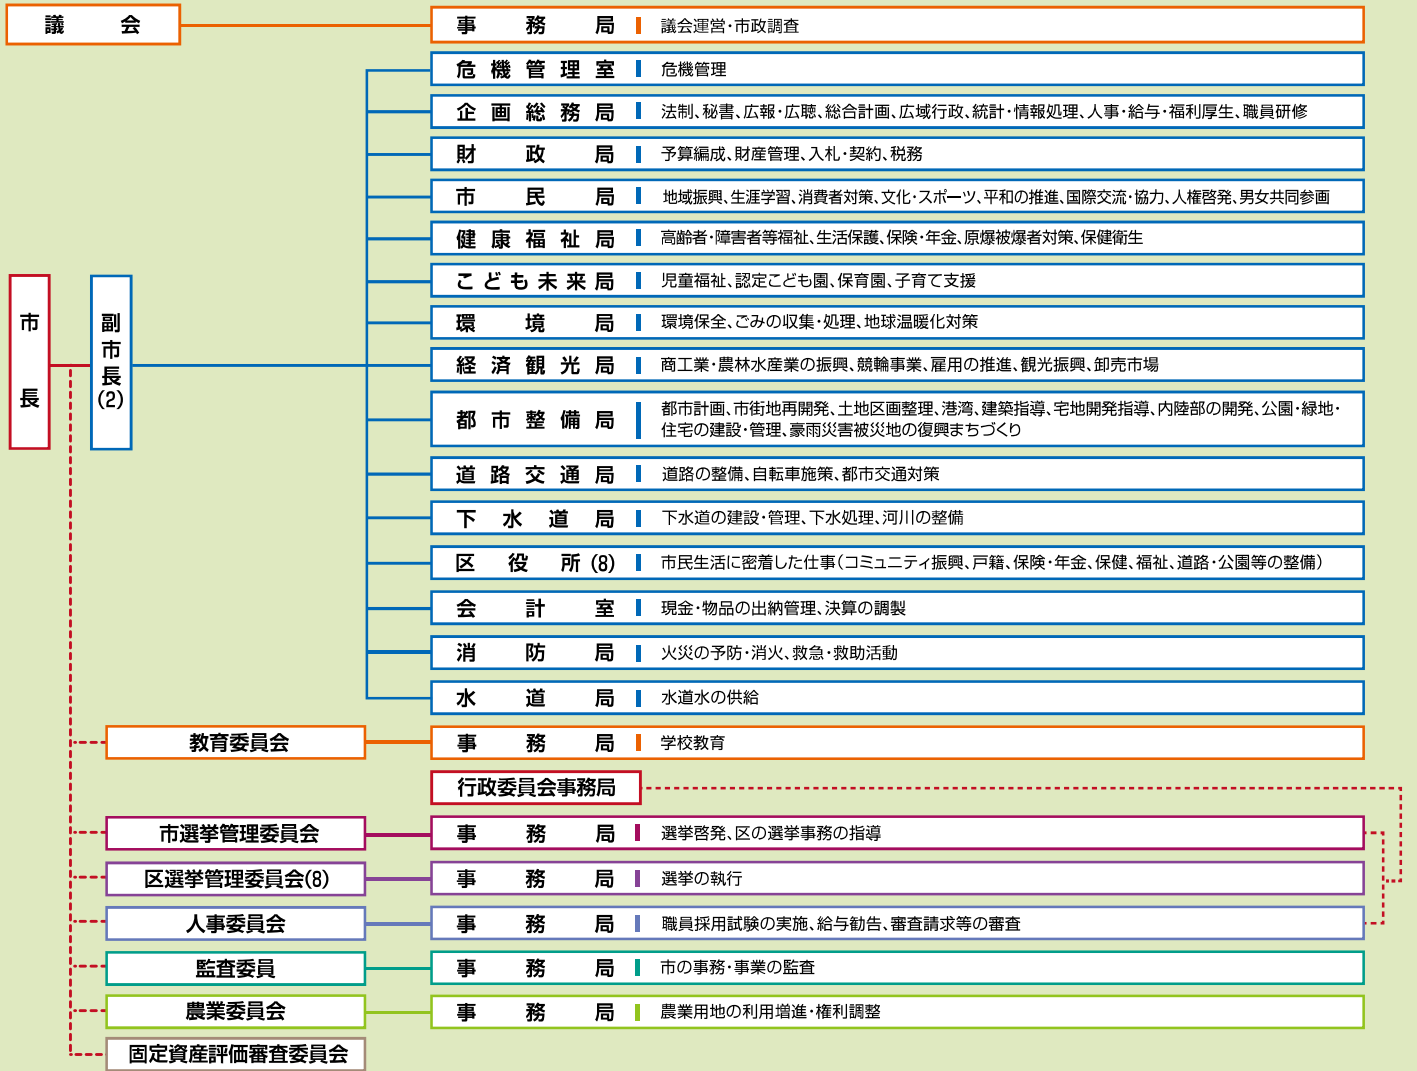 議会
事務局 議会運営・市政調査
危機管理室 危機管理
企画総務局 法制、秘書、広報・広聴、総合計画、広域行政、統計・情報処理、人事・給与・福利厚生、職員研修
財政局 予算編成、財産管理、入札・契約、税務
市民局 地域振興、生涯学習、消費者対策、文化・スポーツ、平和の推進、国際交流・協力、人権啓発、男女共同参画
健康福祉局 高齢者・障害者等福祉、生活保護、保険・年金、原爆被爆者対策、保健衛生
こども未来局 児童福祉、認定こども園、保育園、子育て支援
市長
副市長(2)
環境局 環境保全、ごみの収集・処理、地球温暖化対策
経済観光局 商工業・農林水産業の振興、競輪事業、雇用の推進、観光振興、卸売市場
都市整備局 都市計画、市街地再開発、土地区画整理、港湾、建築指導、宅地開発指導、内陸部の開発、公園・緑地・
住宅の建設・管理、豪雨災害被災地の復興まちづくり
道路交通局 道路の整備、自転車施策、都市交通対策
下水道局 下水道の建設・管理、下水処理、河川の整備
区役所(8) 市民生活に密着した仕事(コミュニティ振興、戸籍、保険・年金、保健、福祉、道路・公園等の整備)
会計室 現金・物品の出納管理、決算の調製
消防局 火災の予防・消火、救急・救助活動
水道局 水道水の供給
教育委員会
事務局 学校教育
行政委員会事務局
市選挙管理委員会
事務局 選挙啓発、区の選挙事務の指導
区選挙管理委員会(8)
事務局 選挙の執行
人事委員会
事務局 職員採用試験の実施、給与勧告、審査請求等の審査
監査委員
事務局 市の事務・事業の監査
農業委員会
事務局 農業用地の利用増進・権利調整
固定資産評価審査委員会